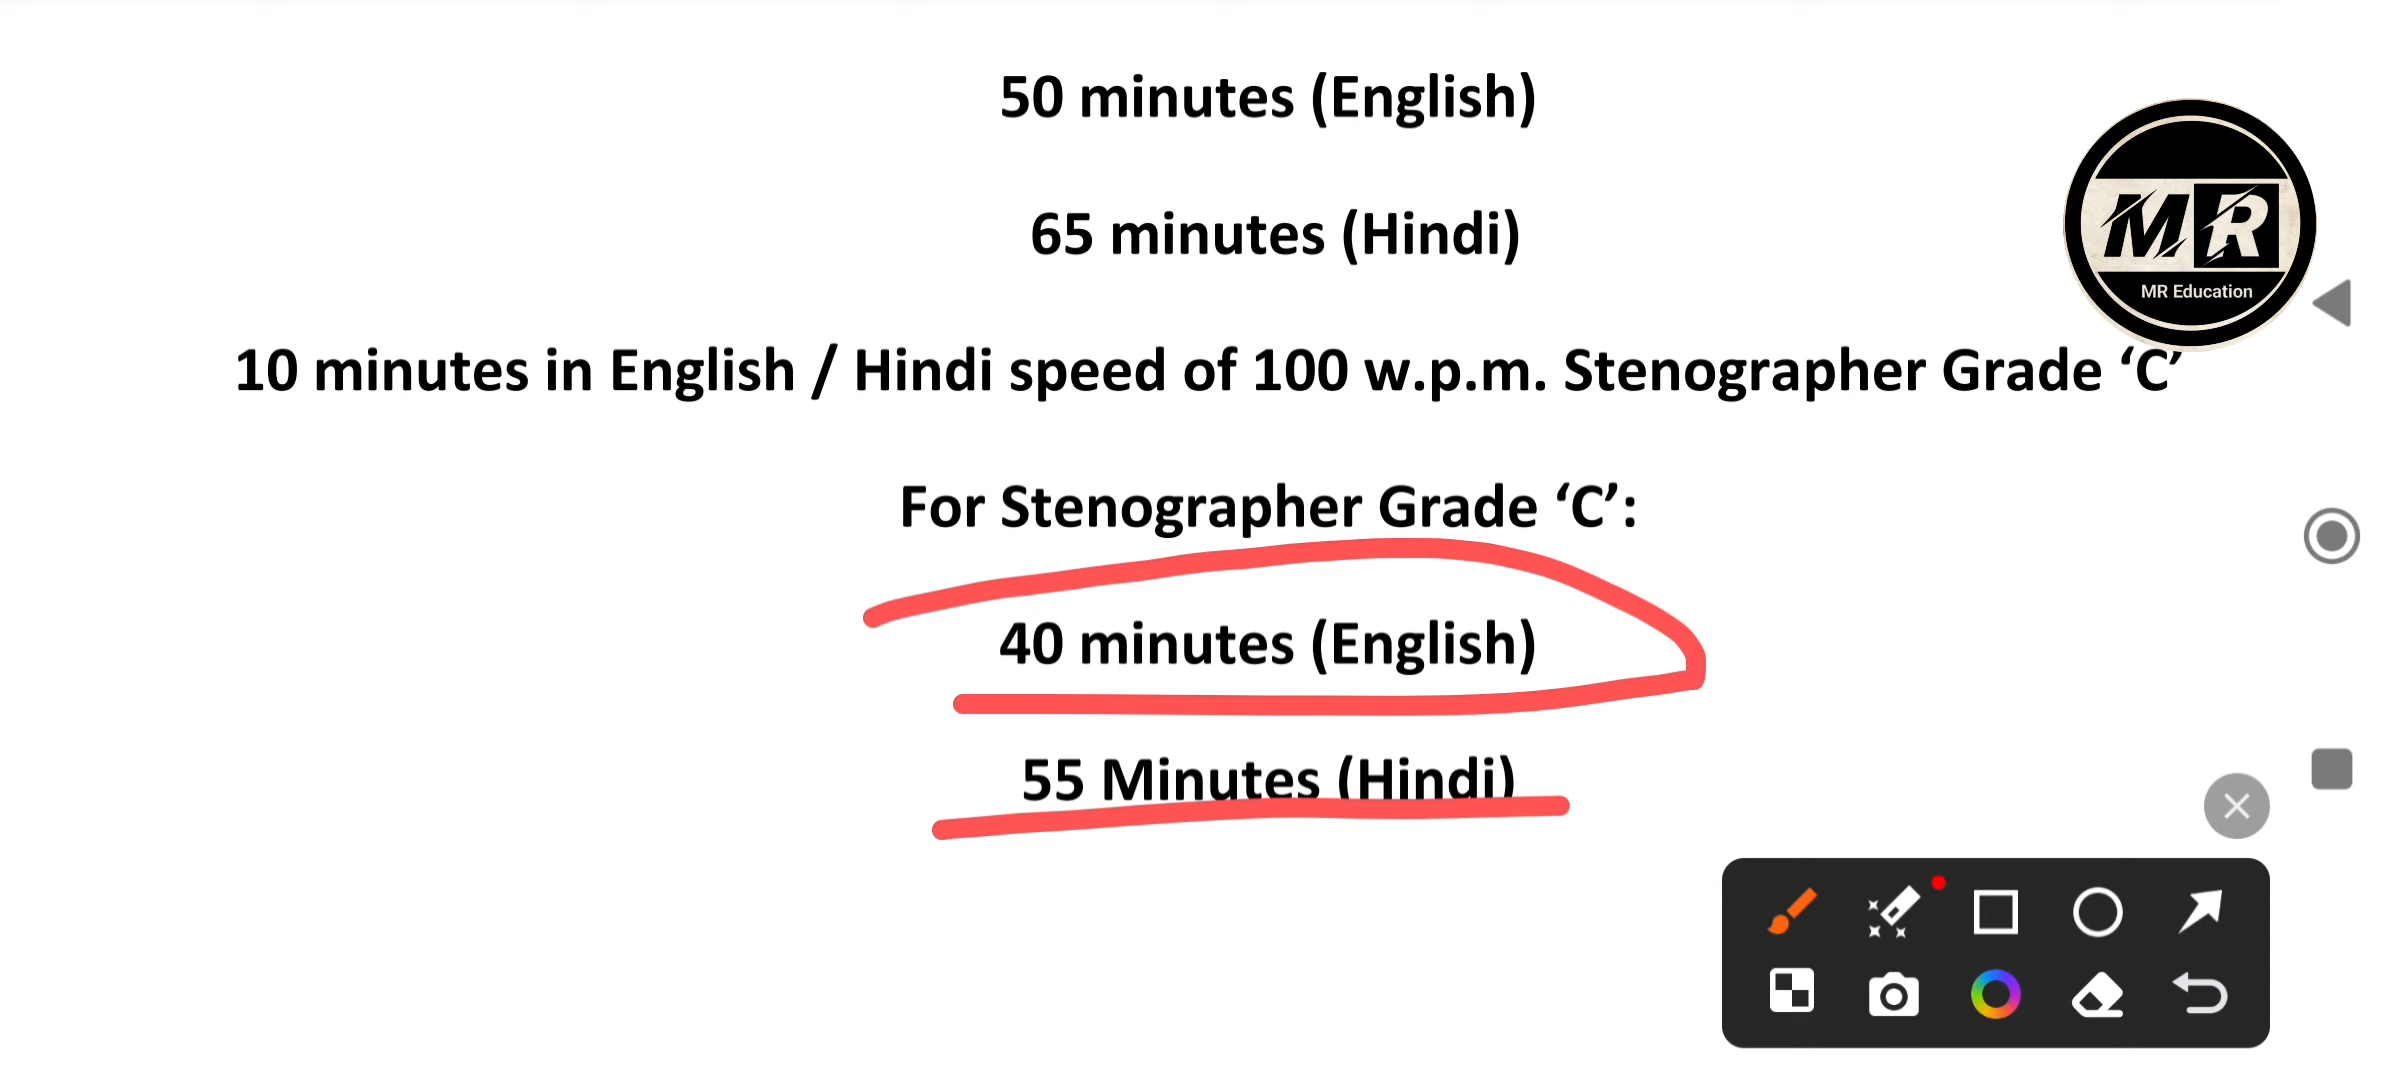 50 minutes (English)
65 minutes (Hindi)
MR
MR Education
10 minutes in English / Hindi speed of 100 w.p.m. Stenographer Grade ‘C’
For Stenographer Grade ‘C’:
40 minutes (English)
55 Minutes (Hindi)